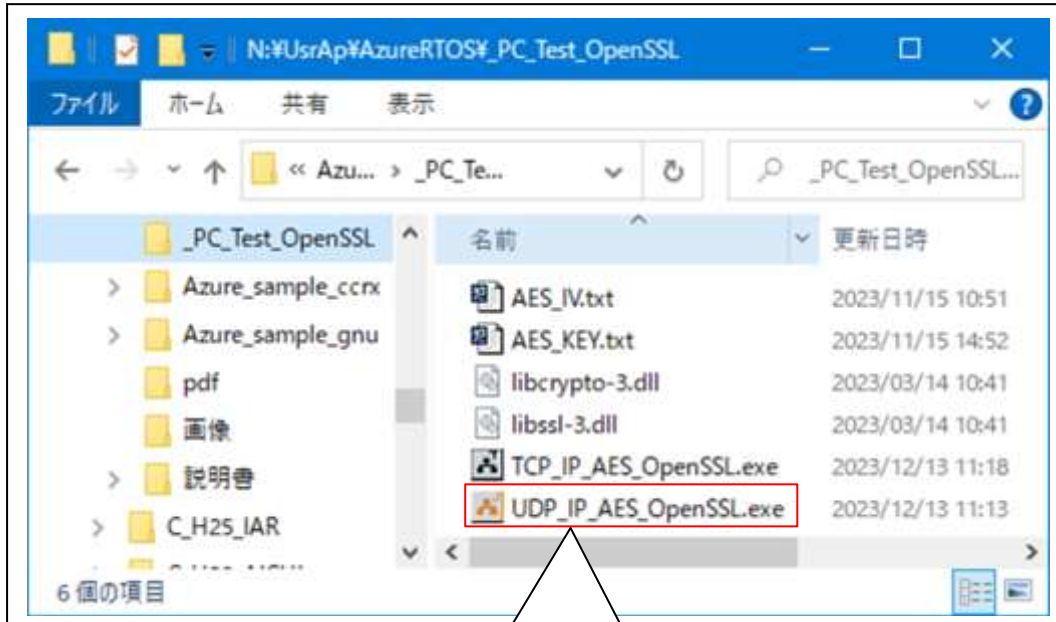 N:¥UsrAp¥AzureRTOS¥_PC_Test_OpenSSL
ファイル ホーム 共有 表示
« Azu... › _PC_Te... _PC_Test_OpenSSL...
_PC_Test_OpenSSL 名前 更新日時
Azure_sample_ccrx AES_IV.txt 2023/11/15 10:51
Azure_sample_gnu AES_KEY.txt 2023/11/15 14:52
pdf libcrypto-3.dll 2023/03/14 10:41
画像 libssl-3.dll 2023/03/14 10:41
説明書 TCP_IP_AES_OpenSSL.exe 2023/12/13 11:18
C_H25_IAR UDP_IP_AES_OpenSSL.exe 2023/12/13 11:13
6 個の項目